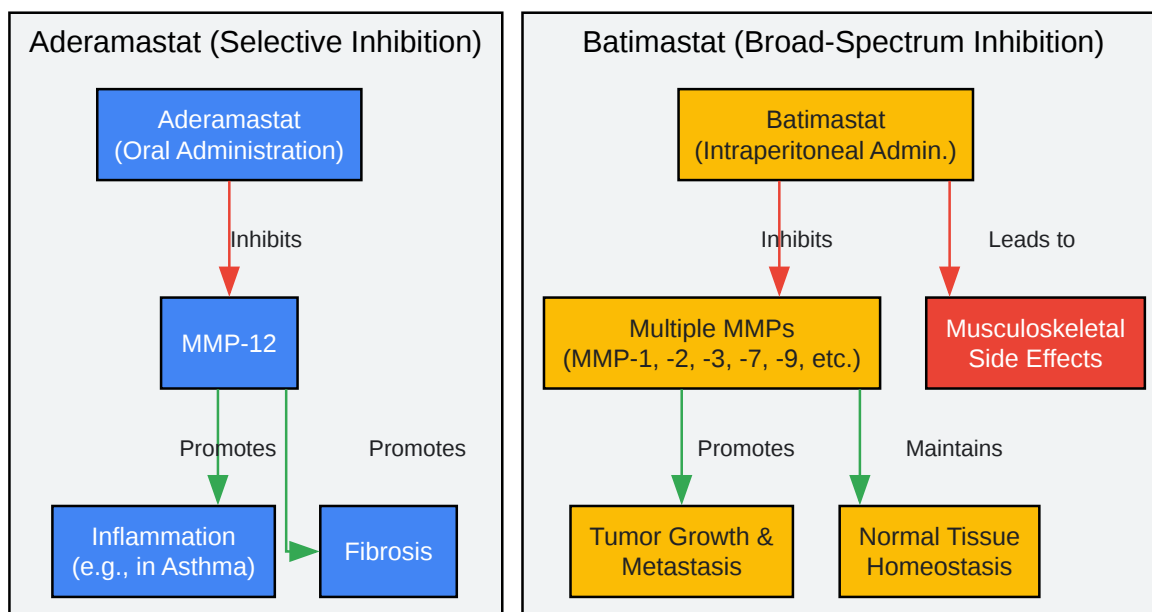 Aderamastat (Selective Inhibition)
Aderamastat
(Oral Administration)
Inhibits
MMP-12
Promotes
Promotes
Inflammation
(e.g., in Asthma)
Fibrosis
Batimastat (Broad-Spectrum Inhibition)
Batimastat
(Intraperitoneal Admin.)
Inhibits
Leads to
Multiple MMPs
(MMP-1, -2, -3, -7, -9, etc.)
Musculoskeletal
Side Effects
Promotes
Maintains
Tumor Growth &
Metastasis
Normal Tissue
Homeostasis